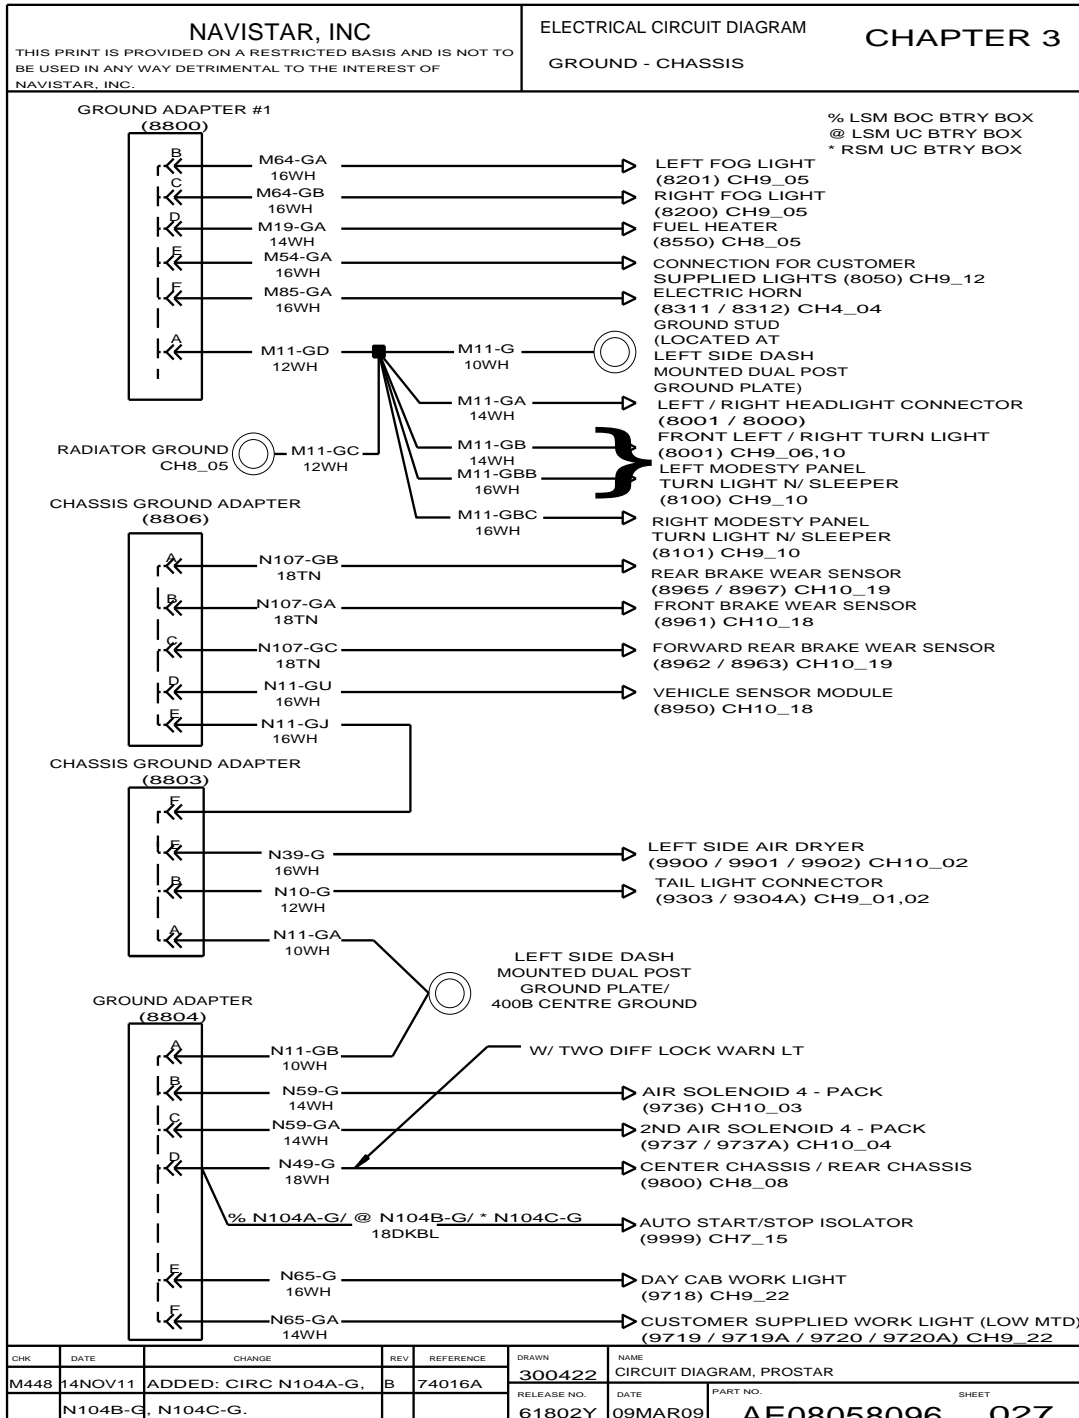 NAVISTAR, INC
THIS PRINT IS PROVIDED ON A RESTRICTED BASIS AND IS NOT TO
BE USED IN ANY WAY DETRIMENTAL TO THE INTEREST OF
NAVISTAR, INC.
ELECTRICAL CIRCUIT DIAGRAM
GROUND - CHASSIS
CHAPTER 3
% LSM BOC BTRY BOX
@ LSM UC BTRY BOX
* RSM UC BTRY BOX
GROUND ADAPTER #1
(8800)
B
M64-GA
16WH
LEFT FOG LIGHT
(8201) CH9_05
C
M64-GB
16WH
RIGHT FOG LIGHT
(8200) CH9_05
D
M19-GA
14WH
FUEL HEATER
(8550) CH8_05
E
M54-GA
16WH
CONNECTION FOR CUSTOMER
SUPPLIED LIGHTS (8050) CH9_12
F
M85-GA
16WH
ELECTRIC HORN
(8311 / 8312) CH4_04
A
M11-GD
12WH
M11-G
10WH
GROUND STUD
(LOCATED AT
LEFT SIDE DASH
MOUNTED DUAL POST
GROUND PLATE)
M11-GA
14WH
LEFT / RIGHT HEADLIGHT CONNECTOR
(8001 / 8000)
RADIATOR GROUND
CH8_05
M11-GC
12WH
M11-GB
14WH
FRONT LEFT / RIGHT TURN LIGHT
(8001) CH9_06,10
M11-GBB
16WH
LEFT MODESTY PANEL
TURN LIGHT N/ SLEEPER
(8100) CH9_10
M11-GBC
16WH
RIGHT MODESTY PANEL
TURN LIGHT N/ SLEEPER
(8101) CH9_10
CHASSIS GROUND ADAPTER
(8806)
A
N107-GB
18TN
REAR BRAKE WEAR SENSOR
(8965 / 8967) CH10_19
B
N107-GA
18TN
FRONT BRAKE WEAR SENSOR
(8961) CH10_18
C
N107-GC
18TN
FORWARD REAR BRAKE WEAR SENSOR
(8962 / 8963) CH10_19
D
N11-GU
16WH
VEHICLE SENSOR MODULE
(8950) CH10_18
E
N11-GJ
16WH
CHASSIS GROUND ADAPTER
(8803)
F
E
N39-G
16WH
LEFT SIDE AIR DRYER
(9900 / 9901 / 9902) CH10_02
B
N10-G
12WH
TAIL LIGHT CONNECTOR
(9303 / 9304A) CH9_01,02
A
N11-GA
10WH
LEFT SIDE DASH
MOUNTED DUAL POST
GROUND PLATE/
400B CENTRE GROUND
GROUND ADAPTER
(8804)
A
N11-GB
10WH
W/ TWO DIFF LOCK WARN LT
B
N59-G
14WH
AIR SOLENOID 4 - PACK
(9736) CH10_03
C
N59-GA
14WH
2ND AIR SOLENOID 4 - PACK
(9737 / 9737A) CH10_04
D
N49-G
18WH
CENTER CHASSIS / REAR CHASSIS
(9800) CH8_08
% N104A-G/ @ N104B-G/ * N104C-G
18DKBL
AUTO START/STOP ISOLATOR
(9999) CH7_15
E
N65-G
16WH
DAY CAB WORK LIGHT
(9718) CH9_22
F
N65-GA
14WH
CUSTOMER SUPPLIED WORK LIGHT (LOW MTD)
(9719 / 9719A / 9720 / 9720A) CH9_22
CHK DATE CHANGE REV REFERENCE
M448 14NOV11 ADDED: CIRC N104A-G, B 74016A
N104B-G, N104C-G.
DRAWN
300422
NAME
CIRCUIT DIAGRAM, PROSTAR
RELEASE NO.
61802Y
DATE
09MAR09
PART NO.
AE08058096
SHEET
027